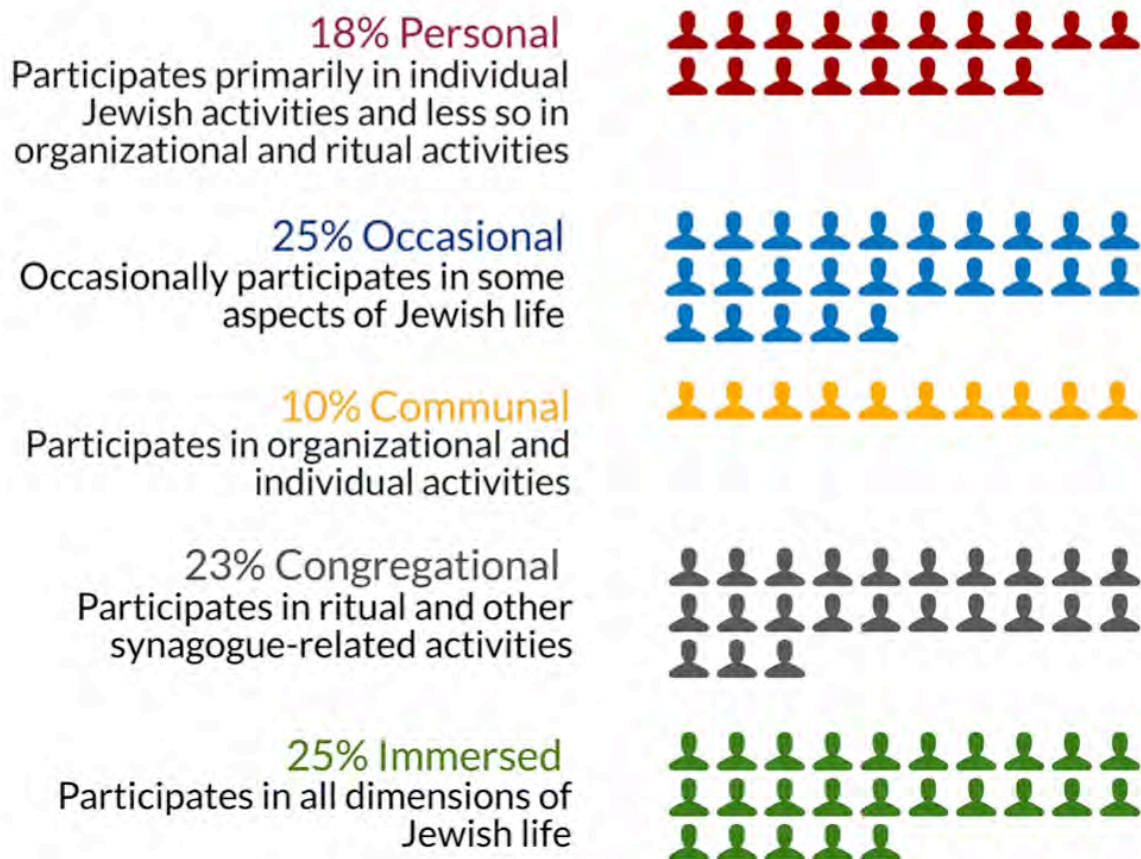 18% Personal
Participates primarily in individual
Jewish activities and less so in
organizational and ritual activities
25% Occasional
Occasionally participates in some
aspects of Jewish life
10% Communal
Participates in organizational and
individual activities
23% Congregational
Participates in ritual and other
synagogue-related activities
25% Immersed
Participates in all dimensions of
Jewish life